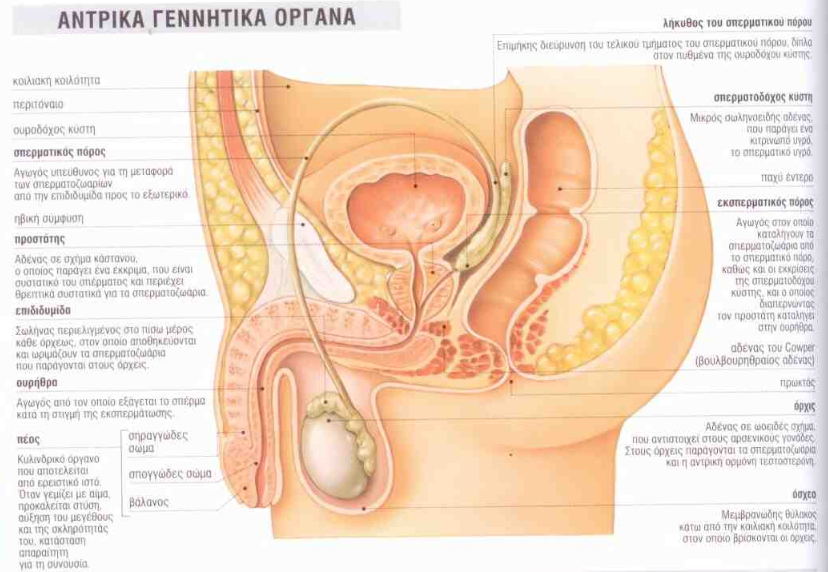 ΑΝΤΡΙΚΑ ΓΕΝΝΗΤΙΚΑ ΟΡΓΑΝΑ
κοιλιακή κοιλότητα
περιτόναιο
ουροδόχος κύστη
σπερματικός πόρος
Αγωγός υπεύθυνος για τη μεταφορά
των σπερματοζωαρίων
από την επιδιδυμίδα προς το εξωτερικό.
ηβική σύμφυση
προστάτης
Αδένας σε σχήμα κάστανου,
ο οποίος παράγει ένα έκκριμα, που είναι
συστατικό του σπέρματος και περιέχει
θρεπτικά συστατικά για τα σπερματοζωάρια.
επιδιδυμίδα
Σωλήνας περιελιγμένος στο πίσω μέρος
κάθε όρχεως, στον οποίο αποθηκεύονται
και ωριμάζουν τα σπερματοζωάρια
που παράγονται στους όρχεις.
ουρήθρα
Αγωγός από τον οποίο εξάγεται το σπέρμα
κατά τη στιγμή της εκσπερμάτωσης.
πέος
Κυλινδρικό όργανο
που αποτελείται
από ερειστικό ιστό.
Όταν γεμίζει με αίμα,
προκαλείται στύση,
αύξηση του μεγέθους
και της σκληρότητάς
του, κατάσταση
απαραίτητη
για τη συνουσία.
σηραγγώδες
σώμα
σπογγώδες σώμα
βάλανος
λήκυθος του σπερματικού πόρου
Επιμήκης διεύρυνση του τελικού τμήματος του σπερματικού πόρου, δίπλα
στον πυθμένα της ουροδόχου κύστης.
σπερματοδόχος κύστη
Μικρός σωληνοειδής αδένας,
που παράγει ένα
κιτρινωπό υγρό,
το σπερματικό υγρό.
παχύ έντερο
εκσπερματικός πόρος
Αγωγός στον οποίο
καταλήγουν τα
σπερματοζωάρια από
το σπερματικό πόρο,
καθώς και οι εκκρίσεις
της σπερματοδόχου
κύστης, και ο οποίος
διαπερνώντας
τον προστάτη καταλήγει
στην ουρήθρα.
αδένας του Cowper
(βουλβουρηθραίος αδένας)
πρωκτός
όρχις
Αδένας σε ωοειδές σχήμα,
που αντιστοιχεί στους αρσενικούς γονάδες.
Στους όρχεις παράγονται τα σπερματοζωάρια
και η αντρική ορμόνη τεστοστερόνη.
όσχεο
Μεμβρανώδης θύλακος
κάτω από την κοιλιακή κοιλότητα,
στον οποίο βρίσκονται οι όρχεις.